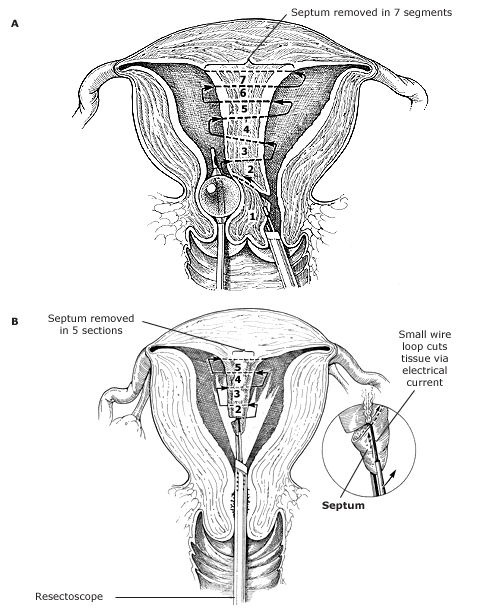 A
Septum removed in 7 segments
7
6
5
4
3
2
1
B
Septum removed
in 5 sections
Small wire
loop cuts
tissue via
electrical
current
5
4
3
2
Septum
Resectoscope